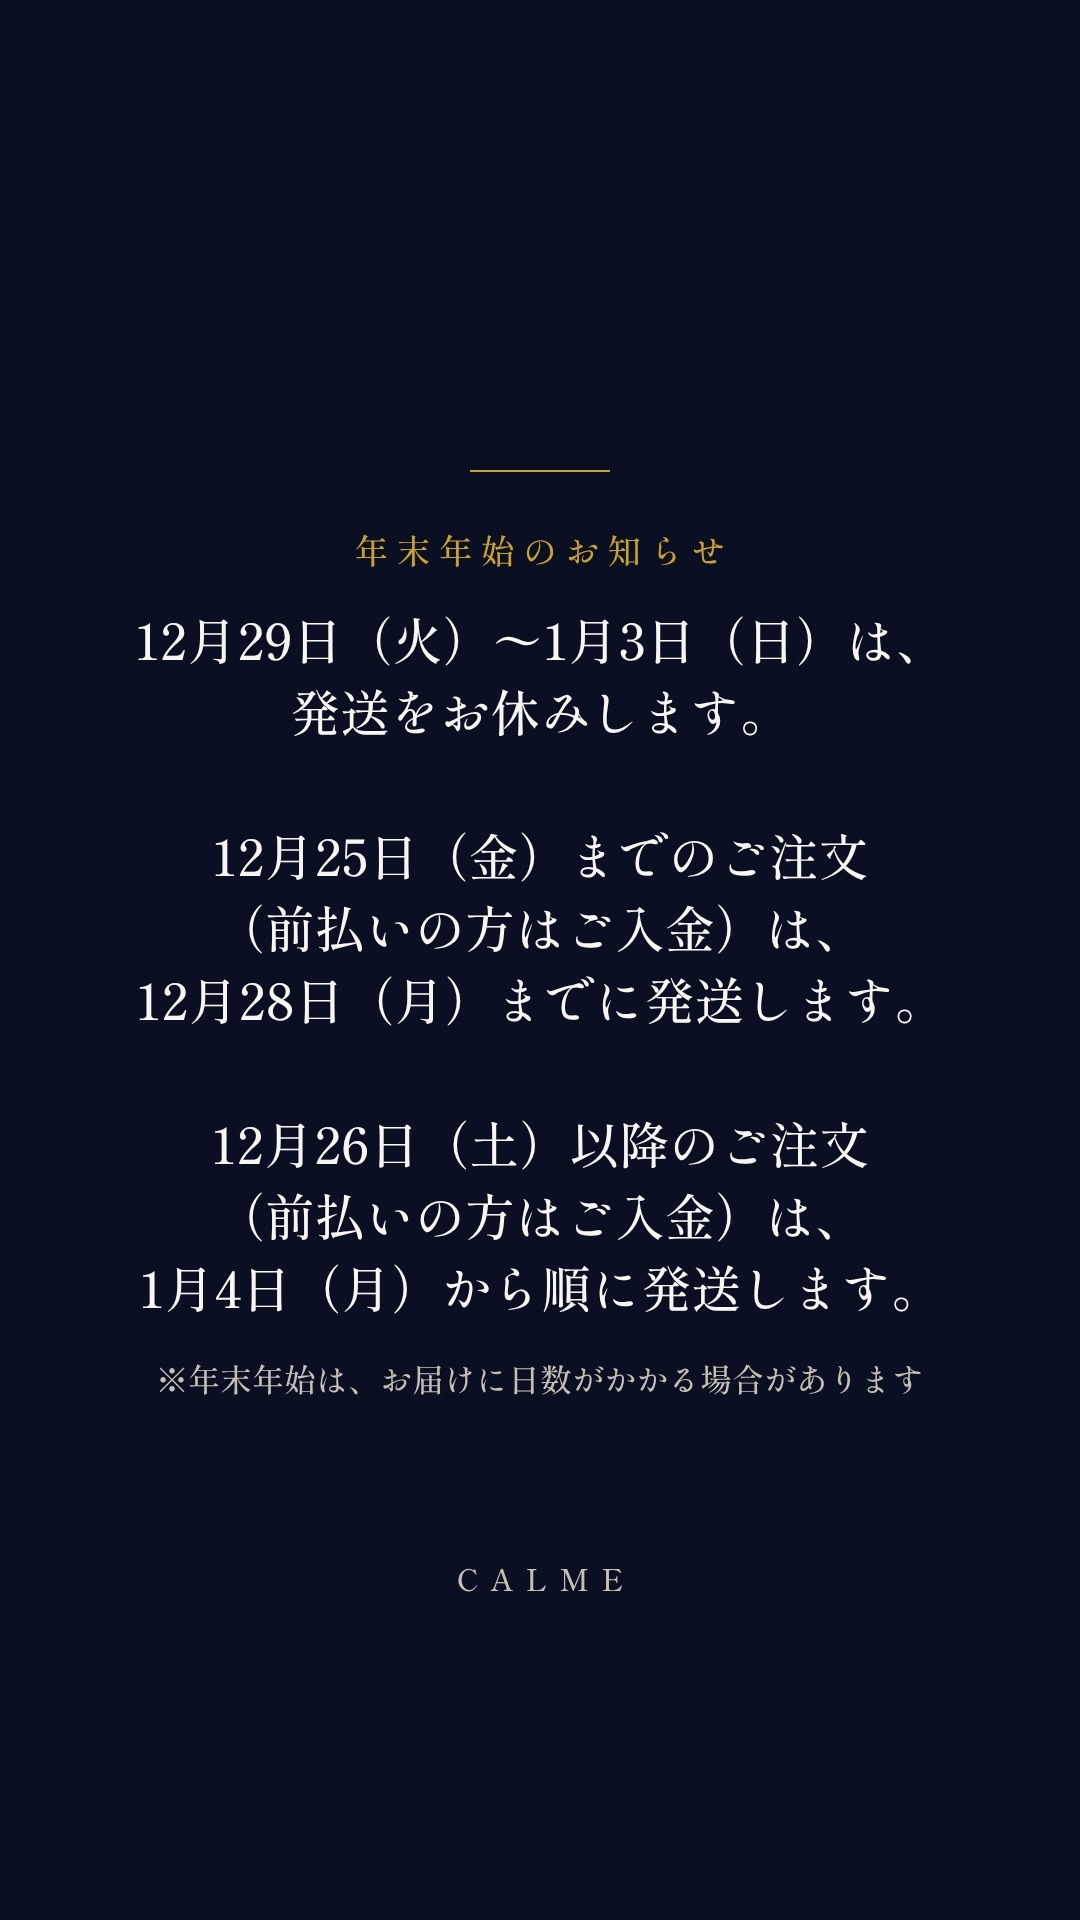 年末年始のお知らせ
12月29日（火）〜1月3日（日）は、
発送をお休みします。
12月25日（金）までのご注文
（前払いの方はご入金）は、
12月28日（月）までに発送します。
12月26日（土）以降のご注文
（前払いの方はご入金）は、
1月4日（月）から順に発送します。
※年末年始は、お届けに日数がかかる場合があります
CALME